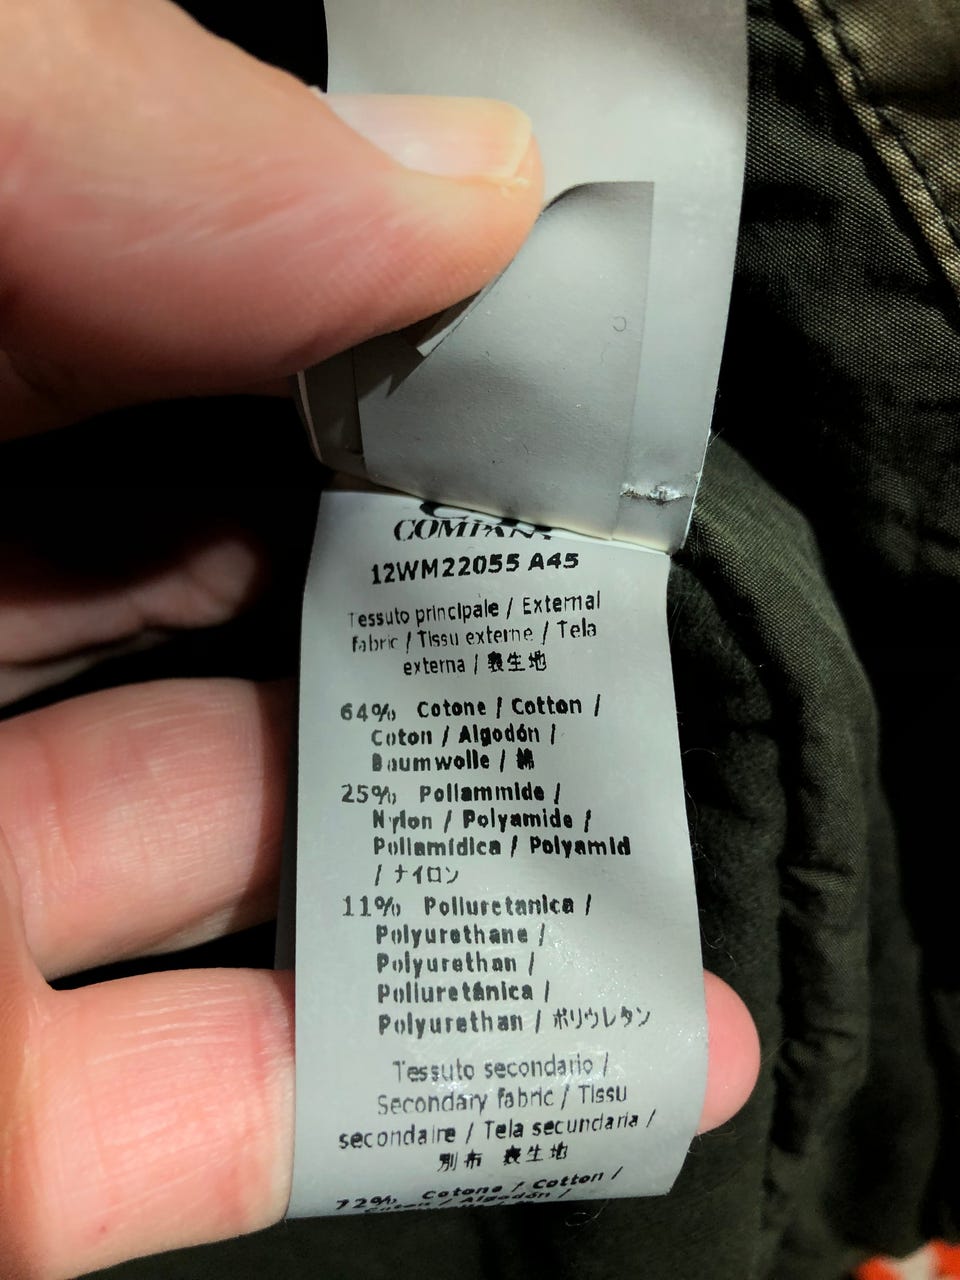 COMPANY
12WM22055 A45
Tessuto principale / External
fabric / Tissu externe / Tela
externa / 表生地
64% Cotone / Cotton /
Coton / Algodón /
Baumwolle / 綿
25% Poliammide /
Nylon / Polyamide /
Poliamídica / Polyamid
/ ナイロン
11% Poliuretanica /
Polyurethane /
Polyurethan /
Poliuretánica /
Polyurethan / ポリウレタン
Tessuto secondario /
Secondary fabric / Tissu
secondaire / Tela secundaria /
別布 表生地
72% Cotone / Cotton /
Coton / Algodón /